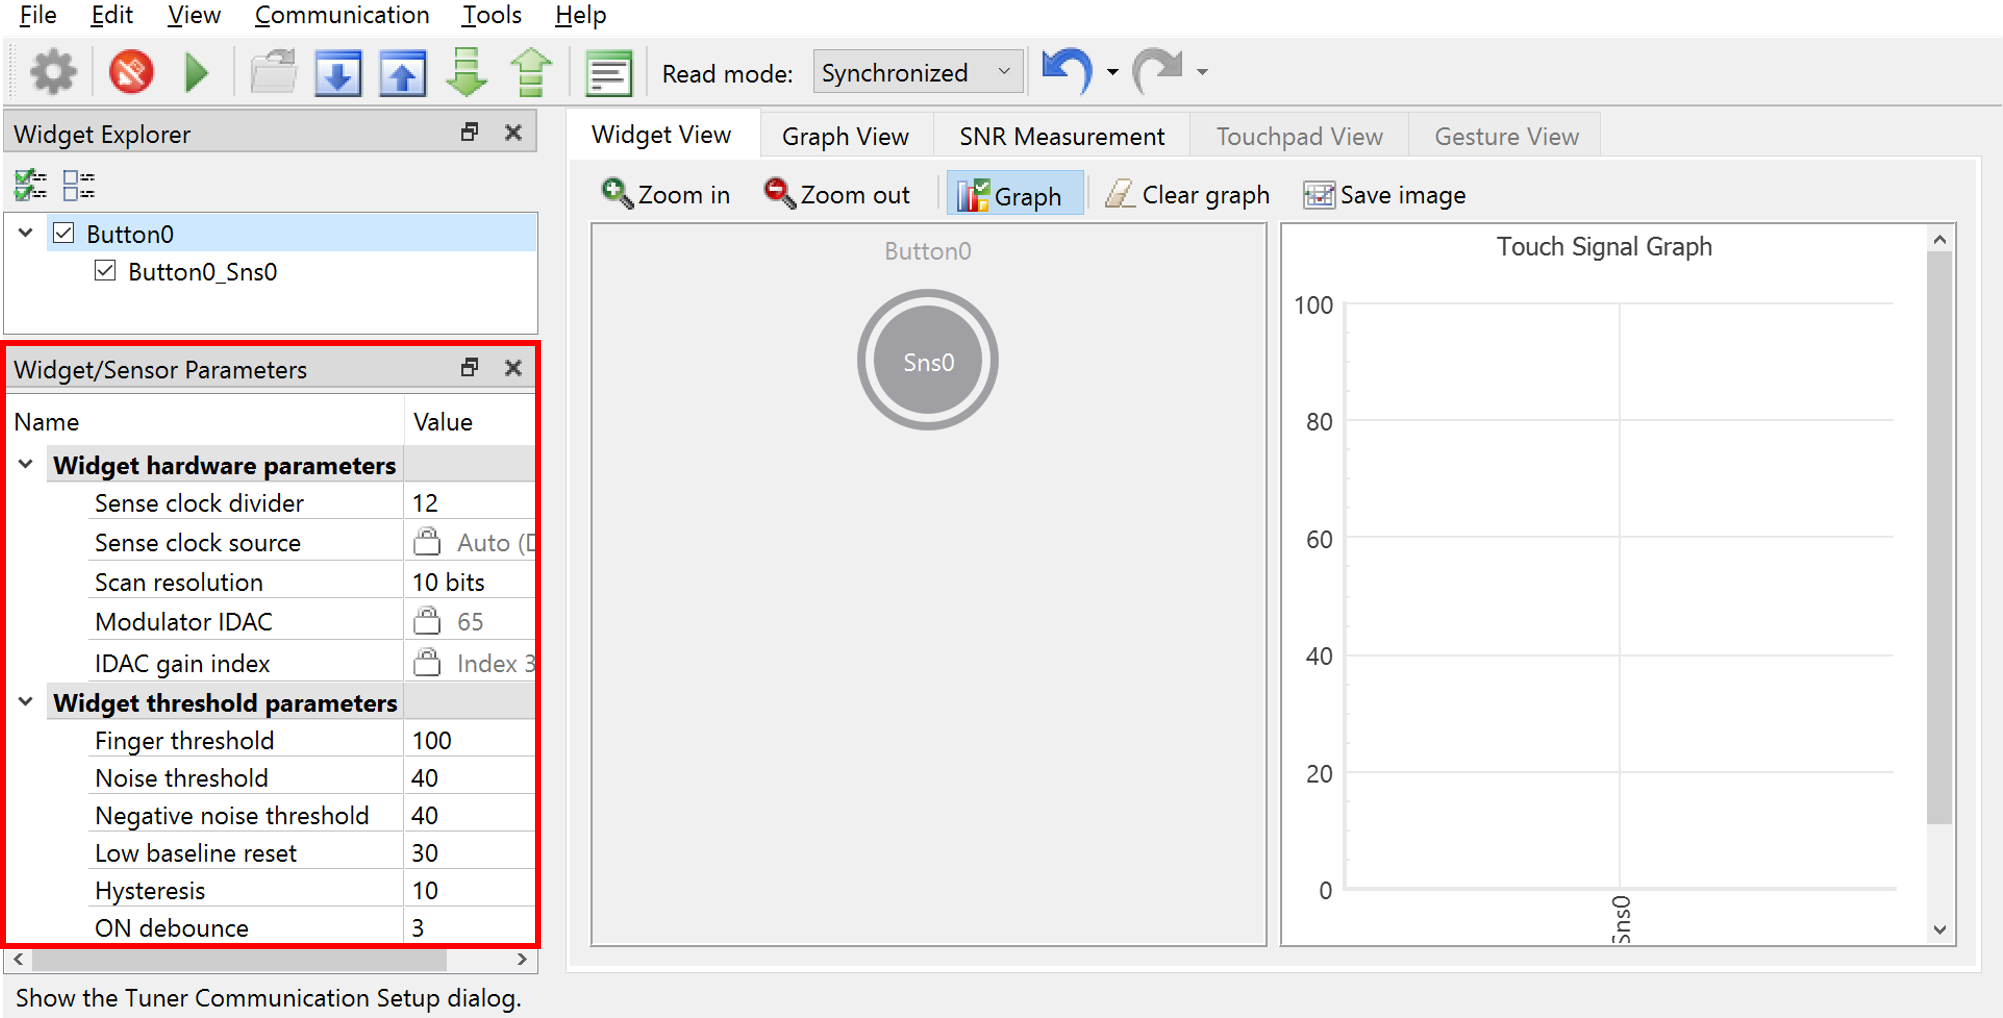 File Edit View Communication Tools Help
Read mode: Synchronized
Widget Explorer
Button0
Button0_Sns0
Widget/Sensor Parameters
Name Value
Widget hardware parameters
Sense clock divider 12
Sense clock source Auto (D
Scan resolution 10 bits
Modulator IDAC 65
IDAC gain index Index 3
Widget threshold parameters
Finger threshold 100
Noise threshold 40
Negative noise threshold 40
Low baseline reset 30
Hysteresis 10
ON debounce 3
Widget View Graph View SNR Measurement Touchpad View Gesture View
Zoom in Zoom out Graph Clear graph Save image
Button0
Sns0
Touch Signal Graph
100
80
60
40
20
0
Sns0
Show the Tuner Communication Setup dialog.